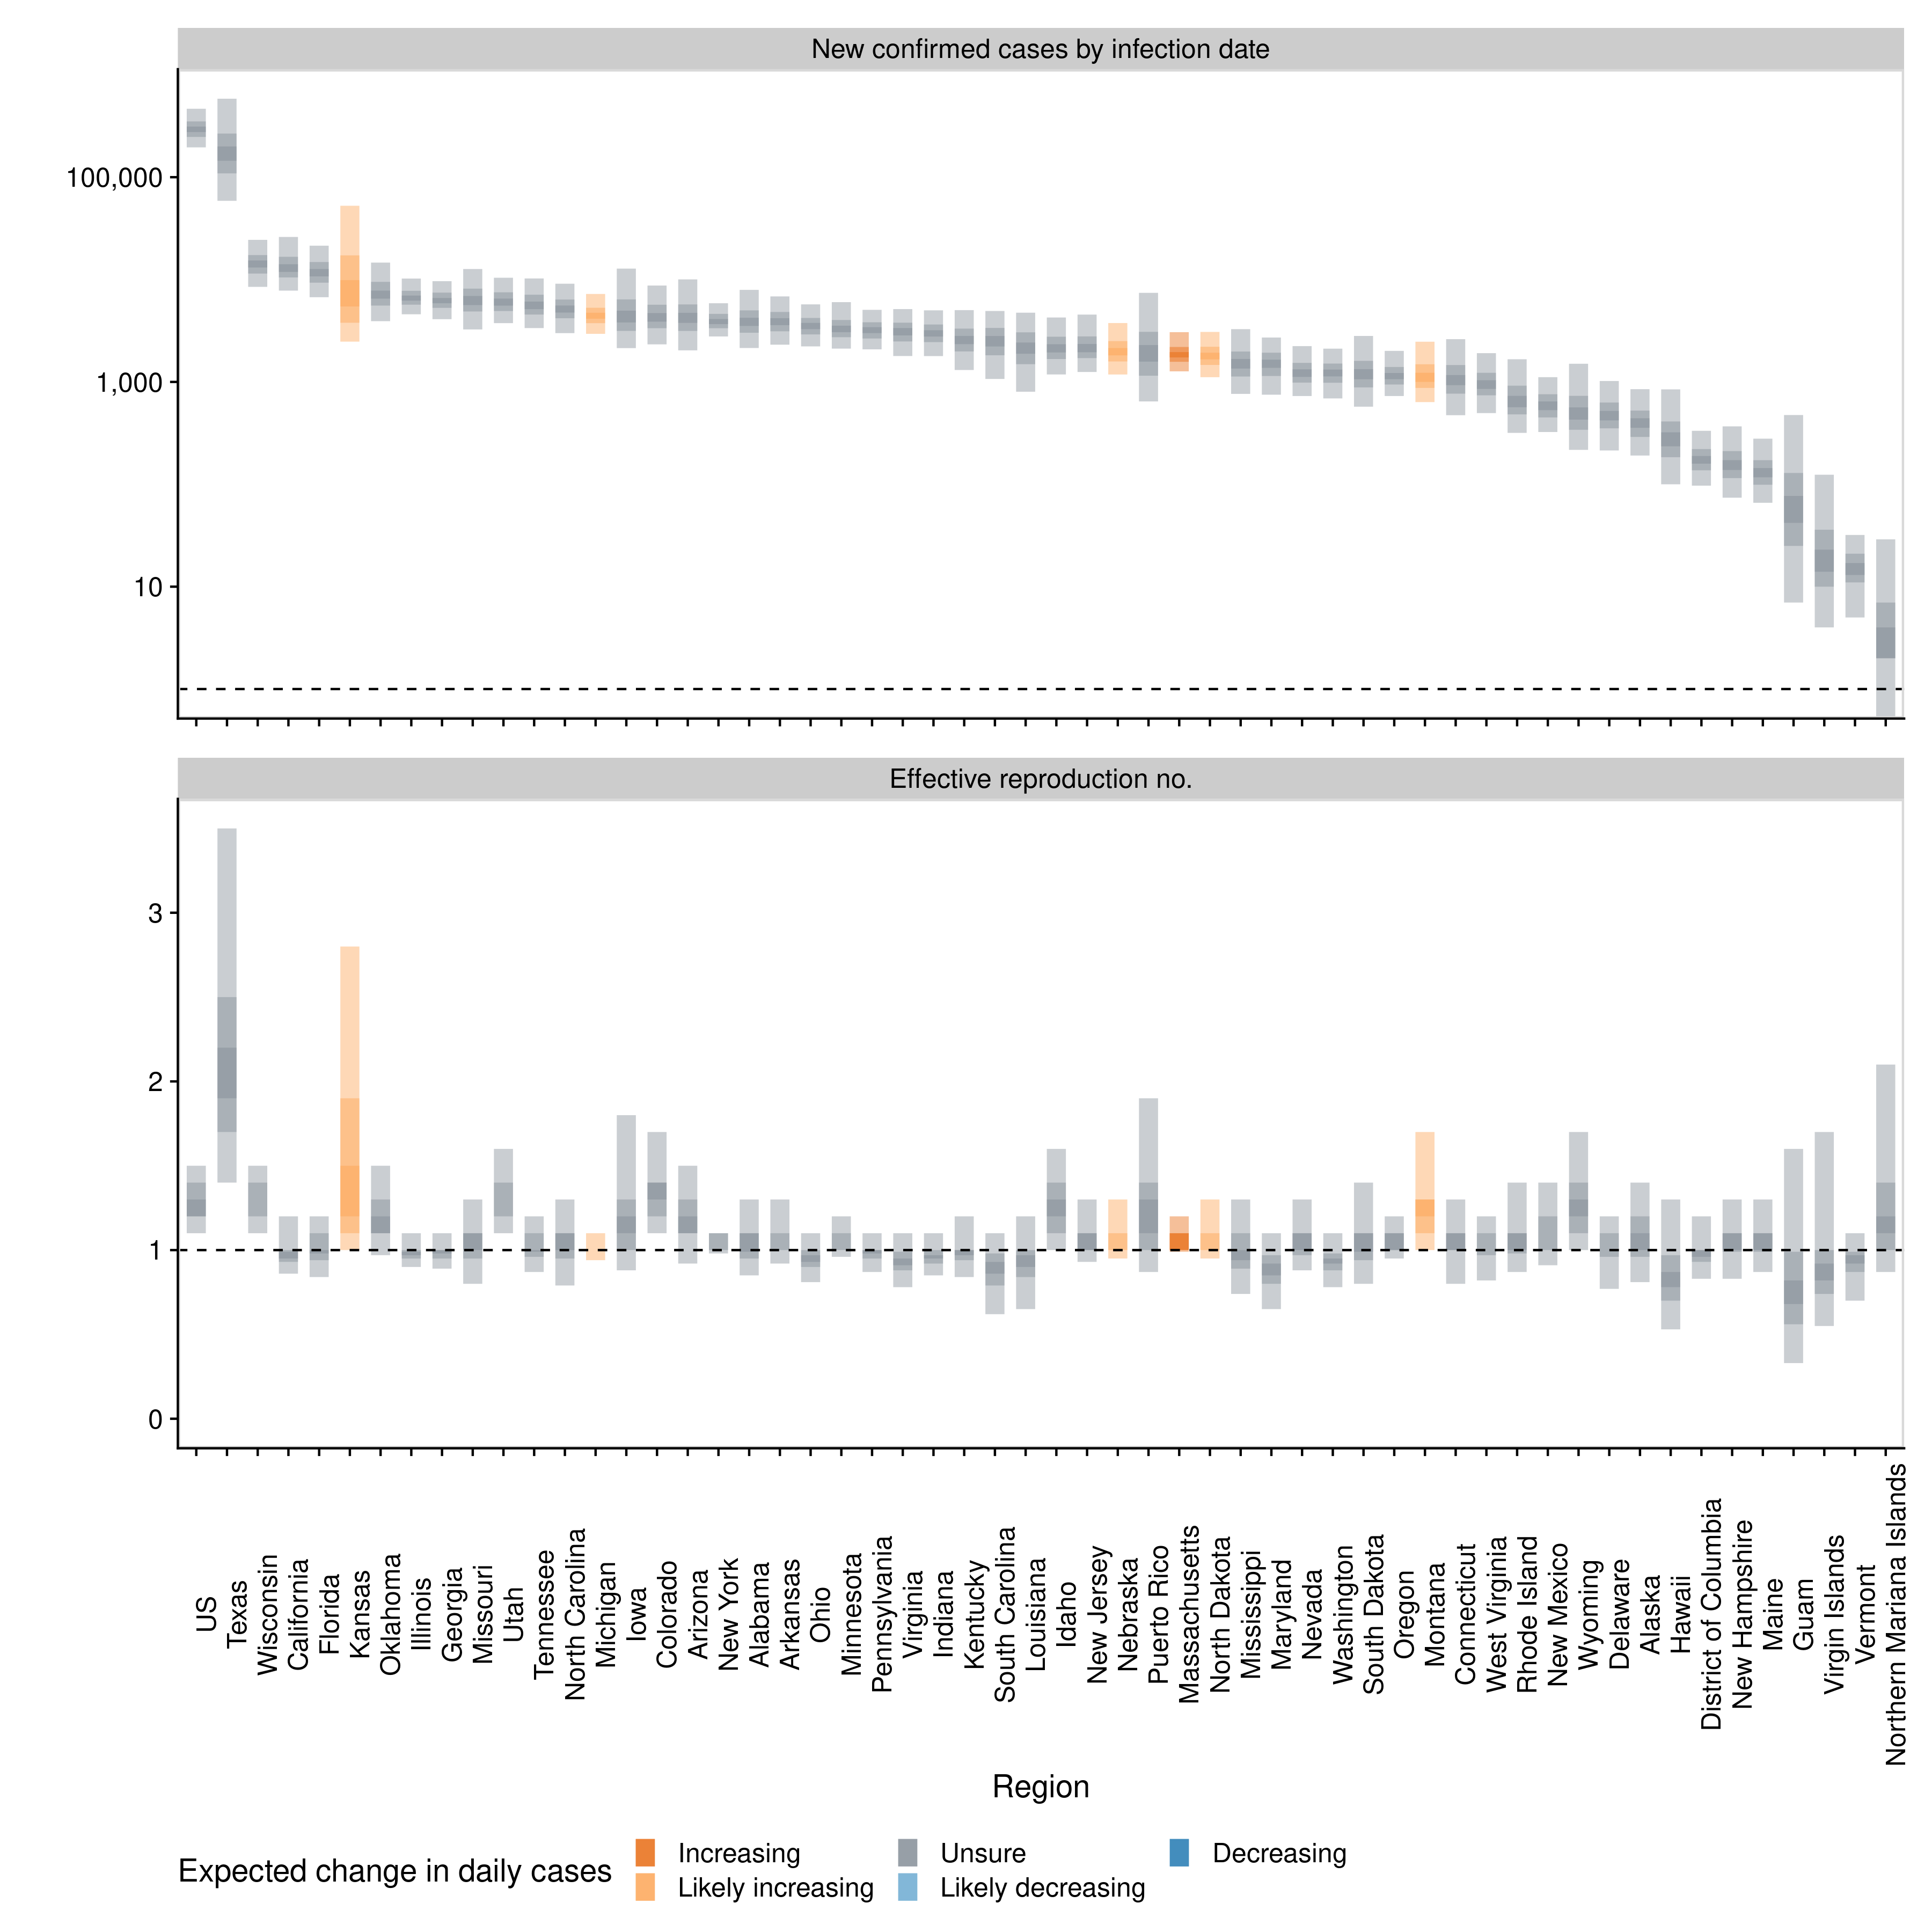 New confirmed cases by infection date
100,000
1,000
10
Effective reproduction no.
3
2
1
0
US
Texas
Wisconsin
California
Florida
Kansas
Oklahoma
Illinois
Georgia
Missouri
Utah
Tennessee
North Carolina
Michigan
Iowa
Colorado
Arizona
New York
Alabama
Arkansas
Ohio
Minnesota
Pennsylvania
Virginia
Indiana
Kentucky
South Carolina
Louisiana
Idaho
New Jersey
Nebraska
Puerto Rico
Massachusetts
North Dakota
Mississippi
Maryland
Nevada
Washington
South Dakota
Oregon
Montana
Connecticut
West Virginia
Rhode Island
New Mexico
Wyoming
Delaware
Alaska
Hawaii
District of Columbia
New Hampshire
Maine
Guam
Virgin Islands
Vermont
Northern Mariana Islands
Region
Expected change in daily cases
Increasing
Likely increasing
Unsure
Likely decreasing
Decreasing